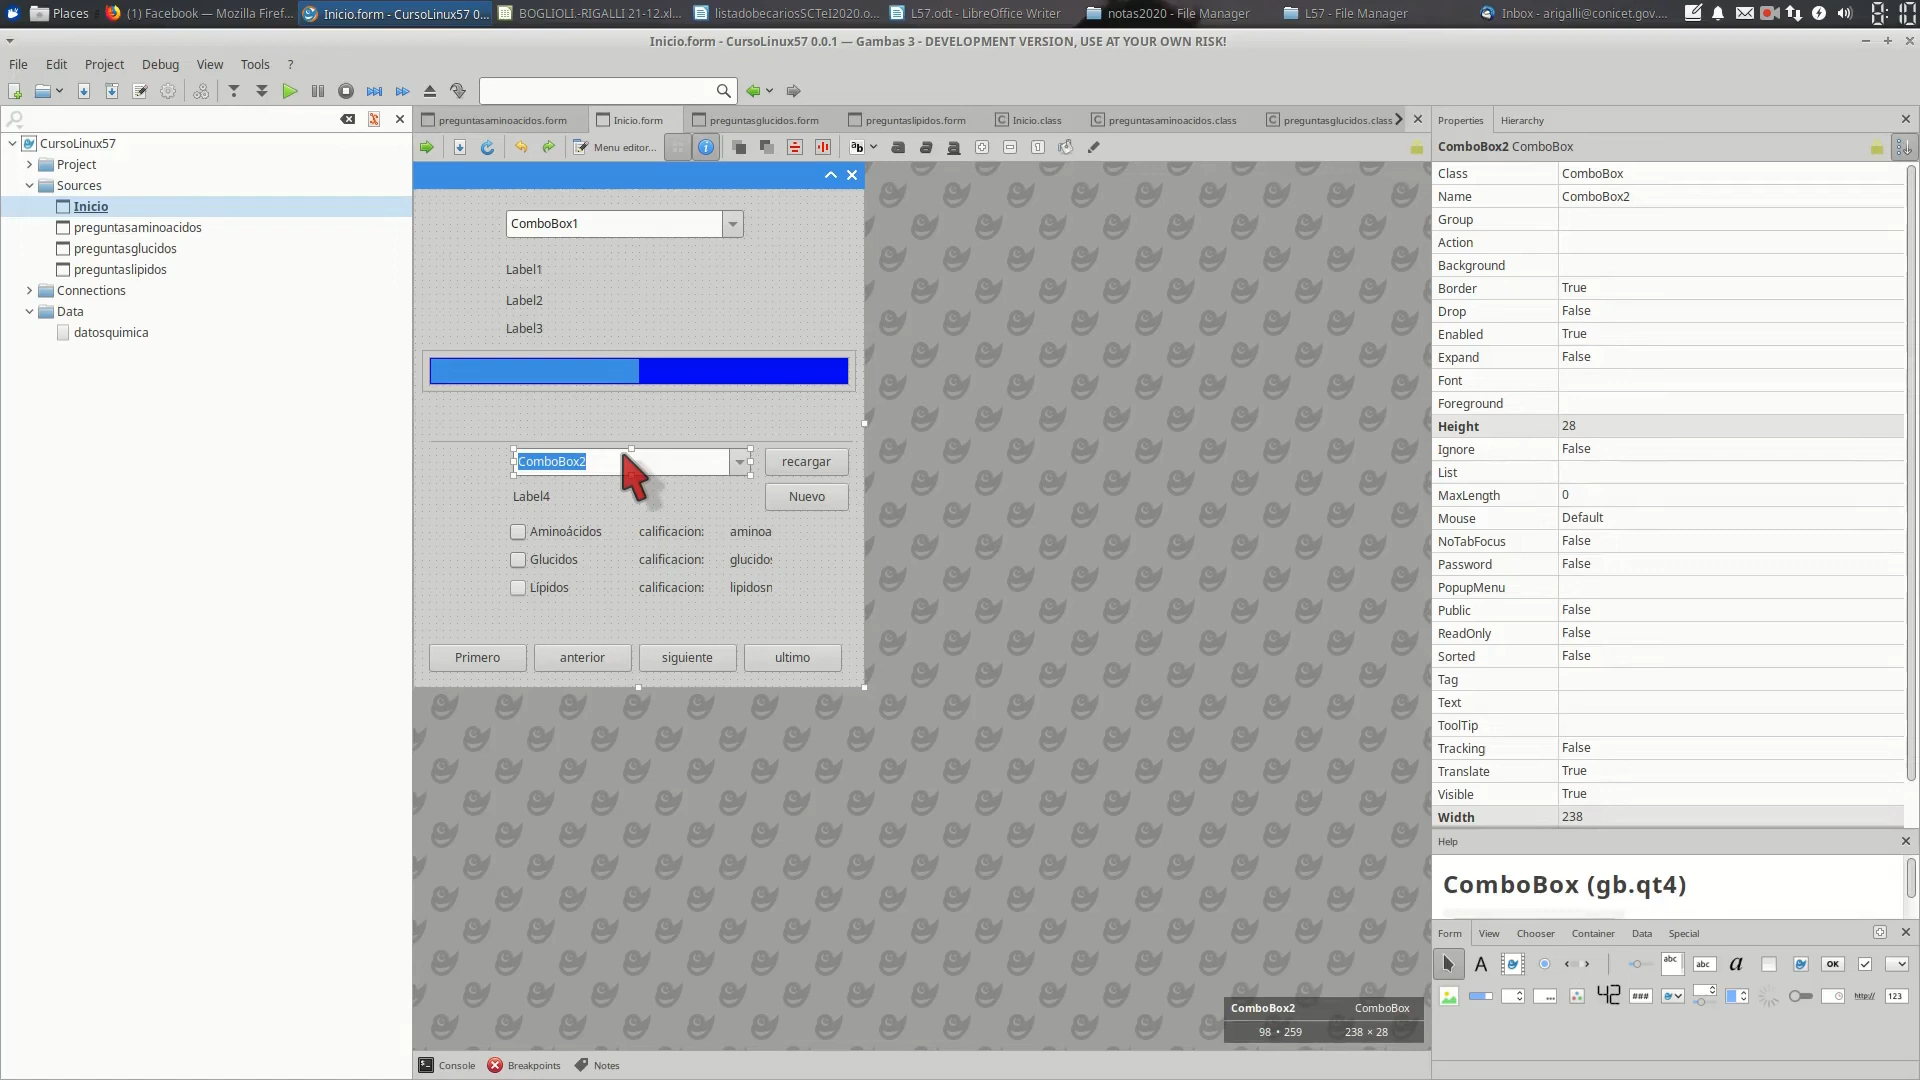 Places
(1) Facebook — Mozilla Firef...
Inicio.form - CursoLinux57 0...
BOGLIOLI.-RIGALLI 21-12.xl...
listadobecariosSCTeI2020.o...
L57.odt - LibreOffice Writer
notas2020 - File Manager
L57 - File Manager
Inbox - arigalli@conicet.gov....
Inicio.form - CursoLinux57 0.0.1 — Gambas 3 - DEVELOPMENT VERSION, USE AT YOUR OWN RISK!
File Edit Project Debug View Tools ?
CursoLinux57
Project
Sources
Inicio
preguntasaminoacidos
preguntasglucidos
preguntaslipidos
Connections
Data
datosquimica
preguntasaminoacidos.form
Inicio.form
preguntasglucidos.form
preguntaslipidos.form
Inicio.class
preguntasaminoacidos.class
preguntasglucidos.class
Menu editor...
ComboBox1
Label1
Label2
Label3
ComboBox2
recargar
Label4
Nuevo
Aminoácidos calificacion: aminoa
Glucidos calificacion: glucidos
Lípidos calificacion: lipidosn
Primero anterior siguiente ultimo
ComboBox2 ComboBox
98 • 259 238 × 28
Console Breakpoints Notes
Properties Hierarchy
ComboBox2 ComboBox
Class ComboBox
Name ComboBox2
Group
Action
Background
Border True
Drop False
Enabled True
Expand False
Font
Foreground
Height 28
Ignore False
List
MaxLength 0
Mouse Default
NoTabFocus False
Password False
PopupMenu
Public False
ReadOnly False
Sorted False
Tag
Text
ToolTip
Tracking False
Translate True
Visible True
Width 238
Help
ComboBox (gb.qt4)
Form View Chooser Container Data Special
A abc abc a OK
42 ### http:// 123